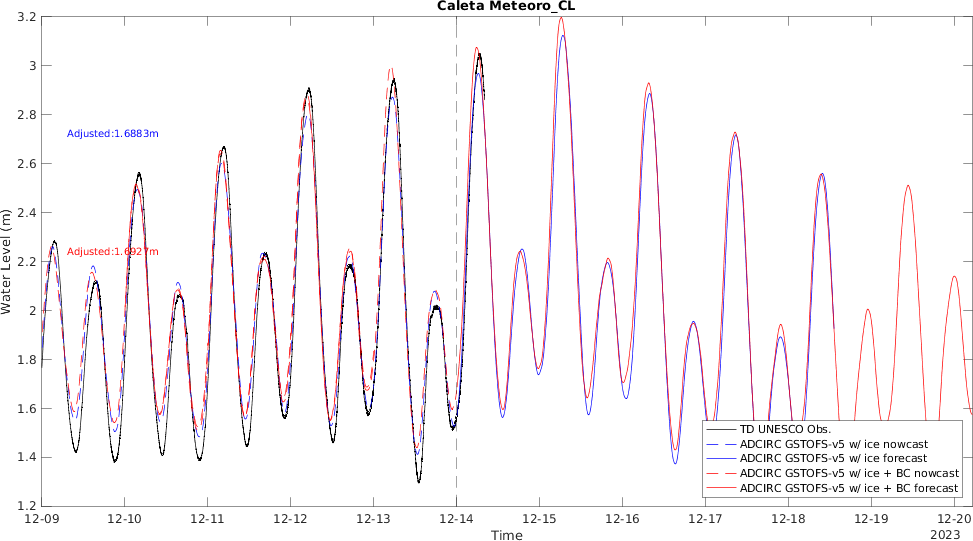 Caleta Meteoro_CL
3.2
3
2.8
2.6
2.4
2.2
2
1.8
1.6
1.4
1.2
Water Level (m)
Adjusted:1.6883m
Adjusted:1.6927m
TD UNESCO Obs.
ADCIRC GSTOFS-v5 w/ ice nowcast
ADCIRC GSTOFS-v5 w/ ice forecast
ADCIRC GSTOFS-v5 w/ ice + BC nowcast
ADCIRC GSTOFS-v5 w/ ice + BC forecast
12-09 12-10 12-11 12-12 12-13 12-14 12-15 12-16 12-17 12-18 12-19 12-20
Time
2023